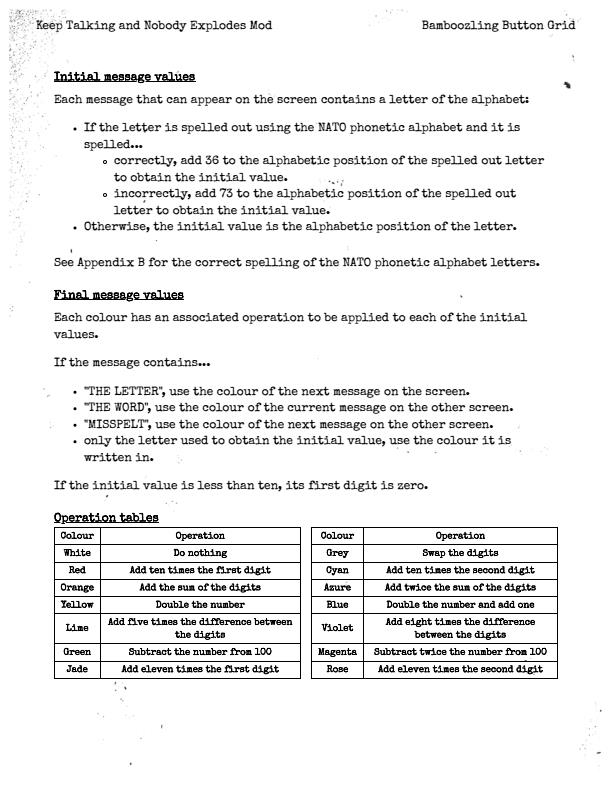 Keep Talking and Nobody Explodes Mod Bamboozling Button Grid
Initial message values
Each message that can appear on the screen contains a letter of the alphabet:
• If the letter is spelled out using the NATO phonetic alphabet and it is
spelled...
◦ correctly, add 36 to the alphabetic position of the spelled out letter
to obtain the initial value.
◦ incorrectly, add 73 to the alphabetic position of the spelled out
letter to obtain the initial value.
• Otherwise, the initial value is the alphabetic position of the letter.
See Appendix B for the correct spelling of the NATO phonetic alphabet letters.
Final message values
Each colour has an associated operation to be applied to each of the initial
values.
If the message contains...
• "THE LETTER", use the colour of the next message on the screen.
• "THE WORD", use the colour of the current message on the other screen.
• "MISSPELT", use the colour of the next message on the other screen.
• only the letter used to obtain the initial value, use the colour it is
written in.
If the initial value is less than ten, its first digit is zero.
Operation tables
Colour Operation
White Do nothing
Red Add ten times the first digit
Orange Add the sum of the digits
Yellow Double the number
Lime Add five times the difference between
the digits
Green Subtract the number from 100
Jade Add eleven times the first digit
Colour Operation
Grey Swap the digits
Cyan Add ten times the second digit
Azure Add twice the sum of the digits
Blue Double the number and add one
Violet Add eight times the difference
between the digits
Magenta Subtract twice the number from 100
Rose Add eleven times the second digit